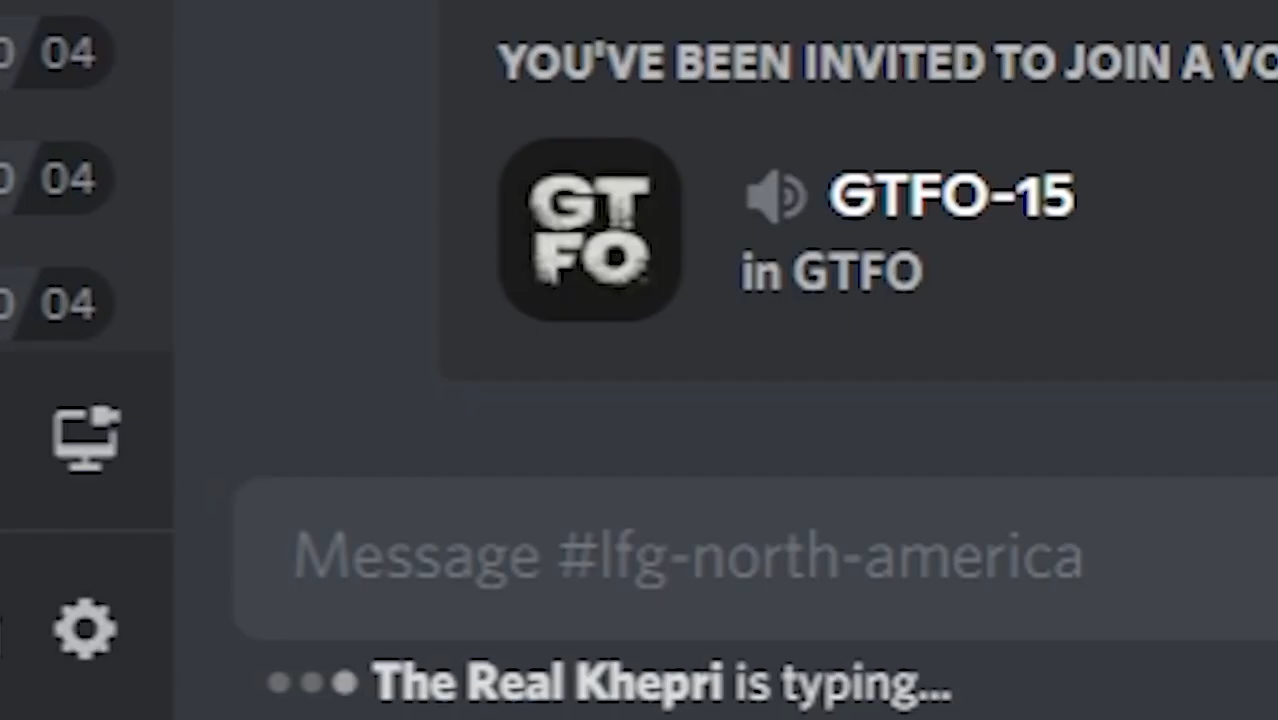 04
04
04
YOU'VE BEEN INVITED TO JOIN A VO
GT
FO
GTFO-15
in GTFO
Message #lfg-north-america
The Real Khepri is typing...